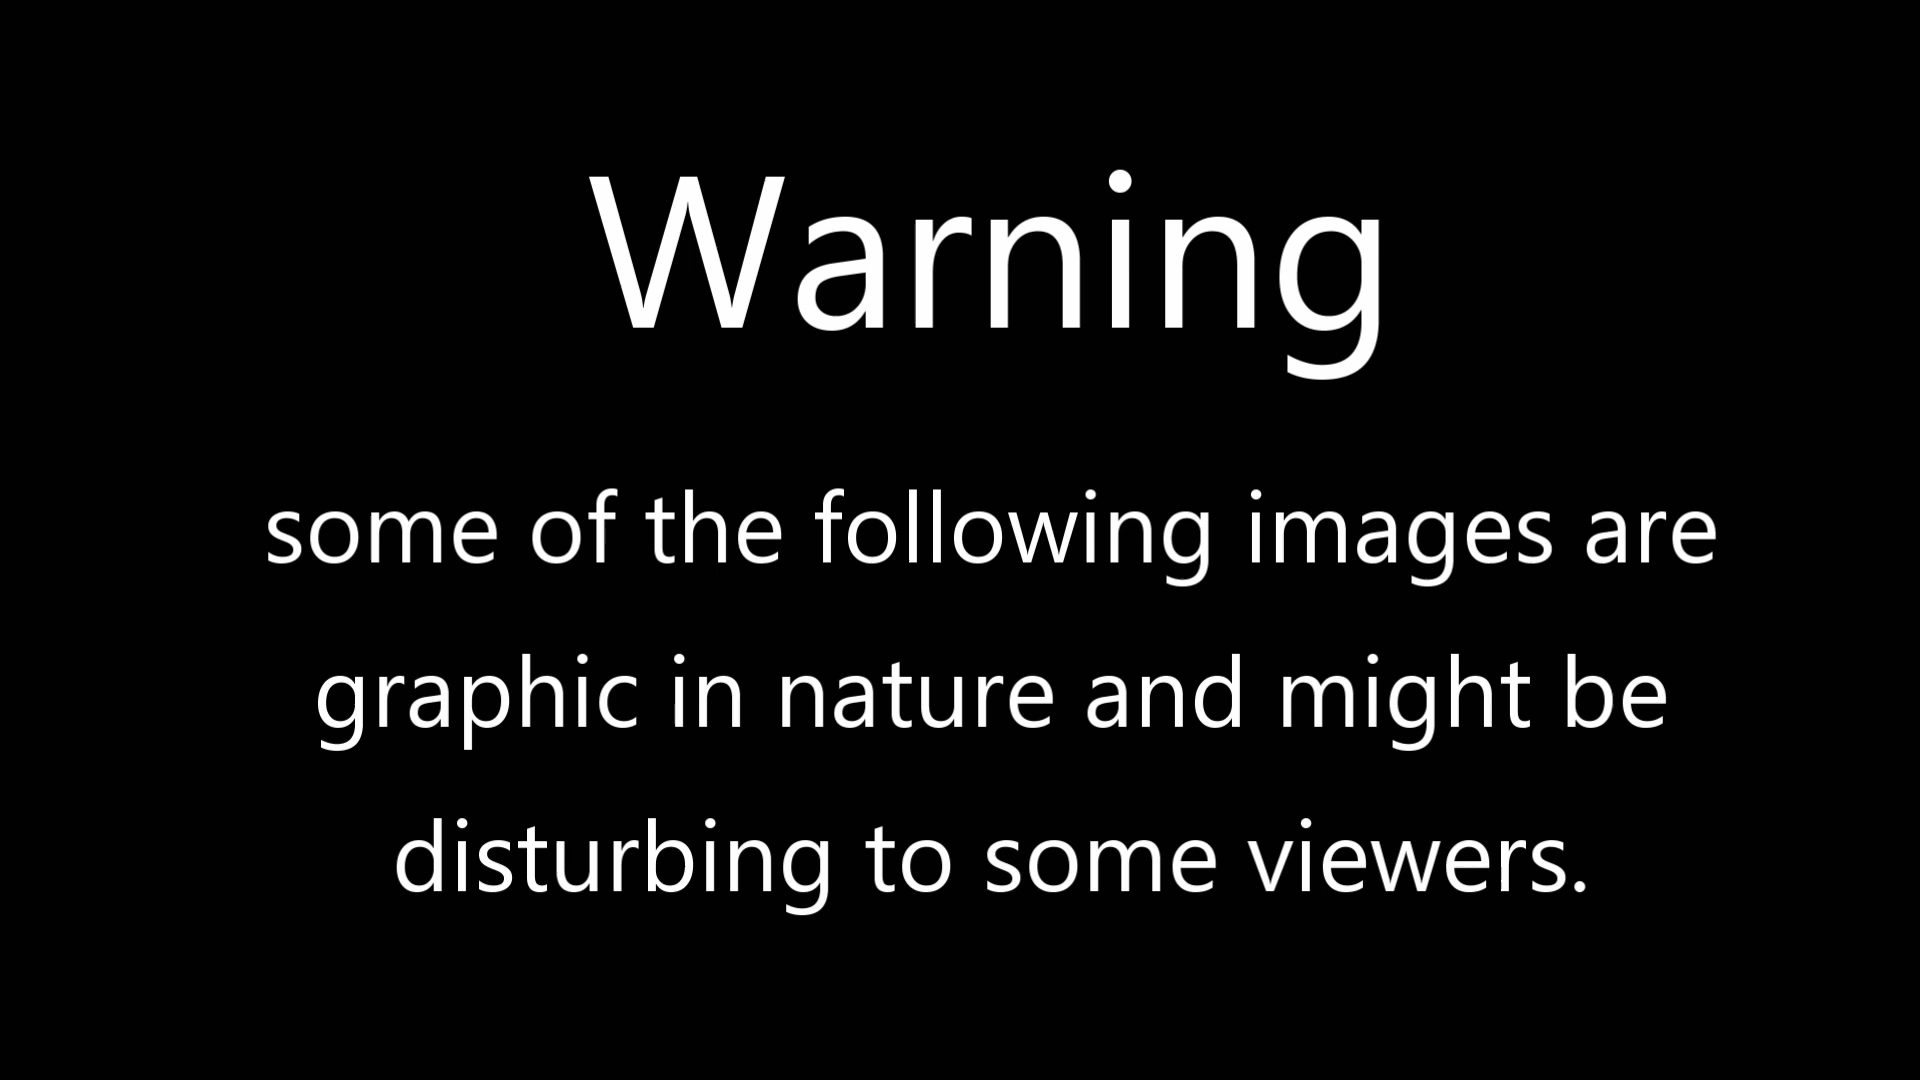 Warning
some of the following images are
graphic in nature and might be
disturbing to some viewers.